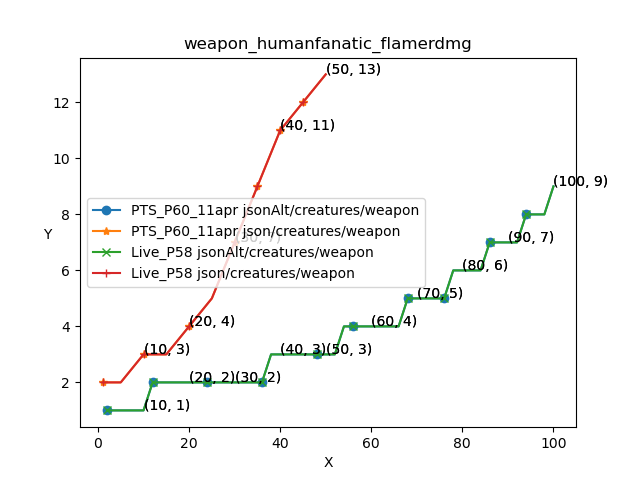 weapon_humanfanatic_flamerdmg
(50, 13)
12
(40, 11)
10
(100, 9)
8
PTS_P60_11apr jsonAlt/creatures/weapon
PTS_P60_11apr json/creatures/weapon
Live_P58 jsonAlt/creatures/weapon
Live_P58 json/creatures/weapon
Y
(30, 7)
(90, 7)
6
(80, 6)
(70, 5)
4
(20, 4)
(60, 4)
(10, 3)
(40, 3)
(50, 3)
2
(20, 2)
(30, 2)
(10, 1)
0 20 40 60 80 100
X